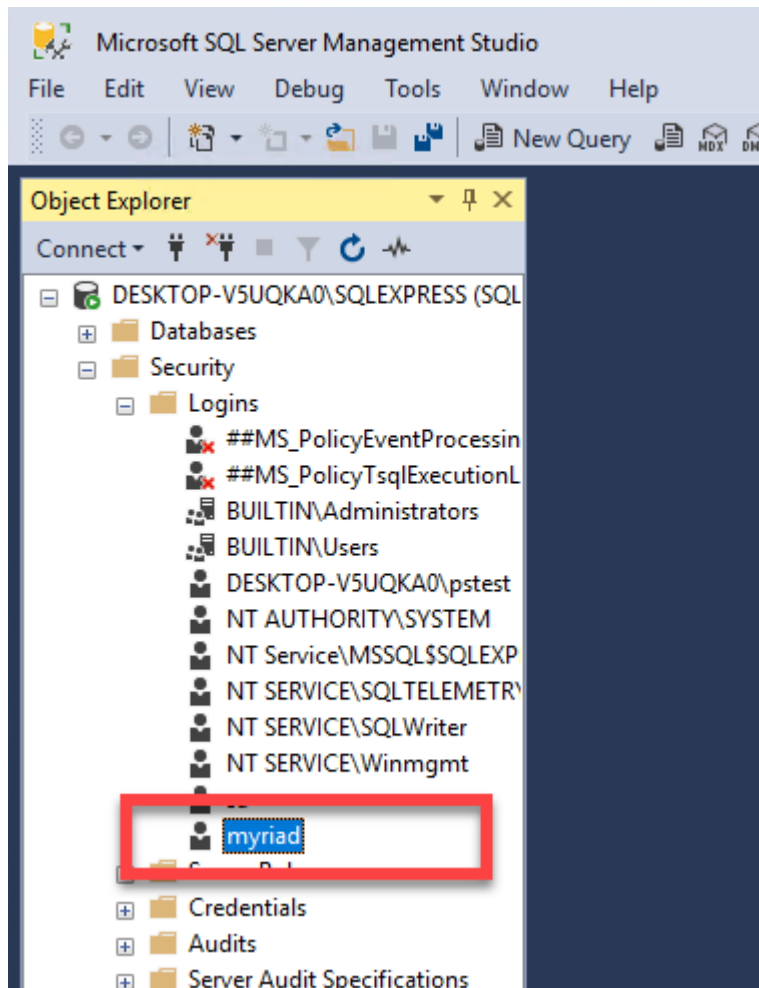 Microsoft SQL Server Management Studio
File Edit View Debug Tools Window Help
New Query MDX
Object Explorer
Connect
DESKTOP-V5UQKA0\SQLEXPRESS (SQL
Databases
Security
Logins
##MS_PolicyEventProcessin
##MS_PolicyTsqlExecutionL
BUILTIN\Administrators
BUILTIN\Users
DESKTOP-V5UQKA0\pstest
NT AUTHORITY\SYSTEM
NT Service\MSSQL$SQLEXP
NT SERVICE\SQLTELEMETRY
NT SERVICE\SQLWriter
NT SERVICE\Winmgmt
myriad
Credentials
Audits
Server Audit Specifications